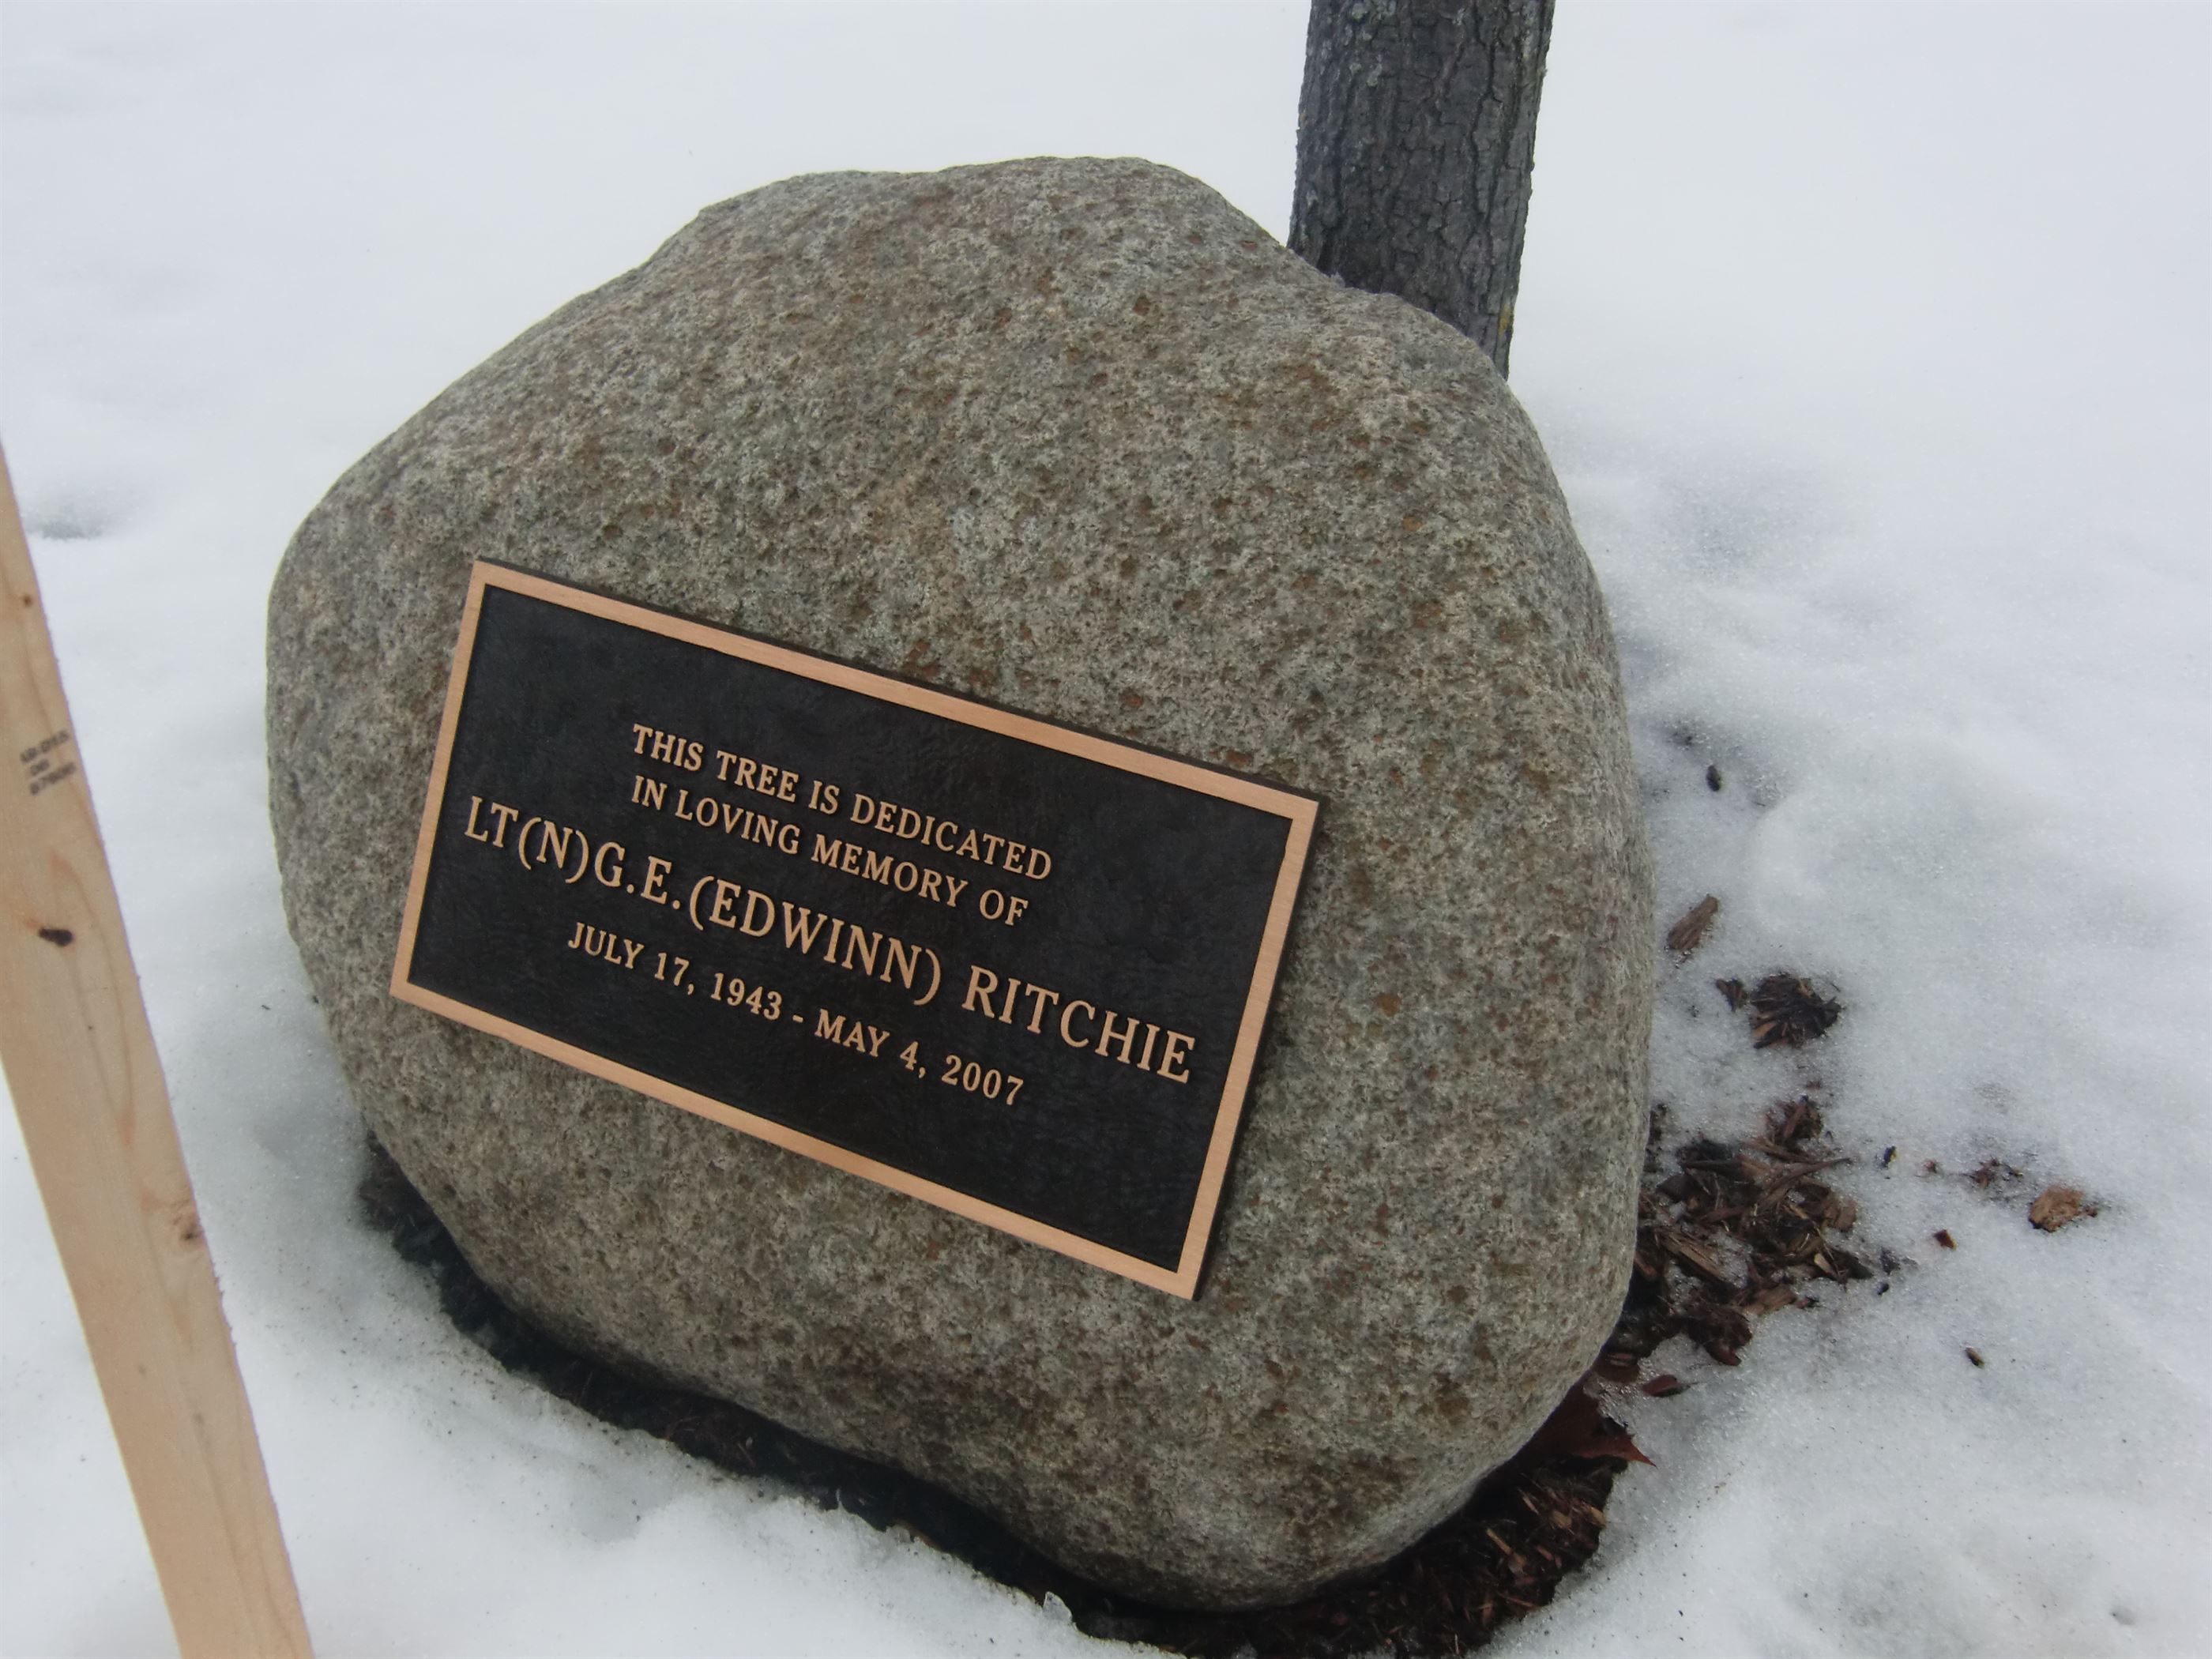 THIS TREE IS DEDICATED
IN LOVING MEMORY OF
LT(N)G.E.(EDWINN) RITCHIE
JULY 17, 1943 - MAY 4, 2007